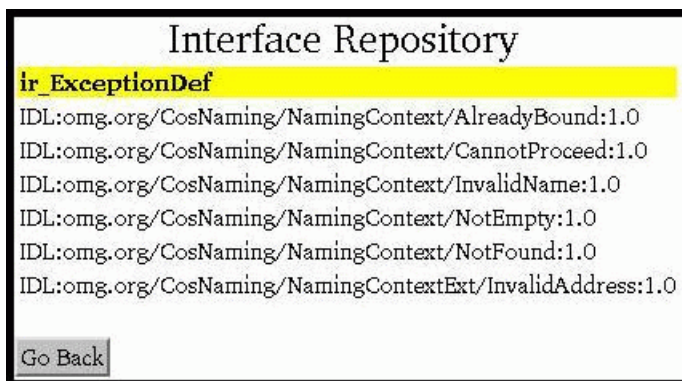 Interface Repository
ir_ExceptionDef
IDL:omg.org/CosNaming/NamingContext/AlreadyBound:1.0
IDL:omg.org/CosNaming/NamingContext/CannotProceed:1.0
IDL:omg.org/CosNaming/NamingContext/InvalidName:1.0
IDL:omg.org/CosNaming/NamingContext/NotEmpty:1.0
IDL:omg.org/CosNaming/NamingContext/NotFound:1.0
IDL:omg.org/CosNaming/NamingContextExt/InvalidAddress:1.0
Go Back